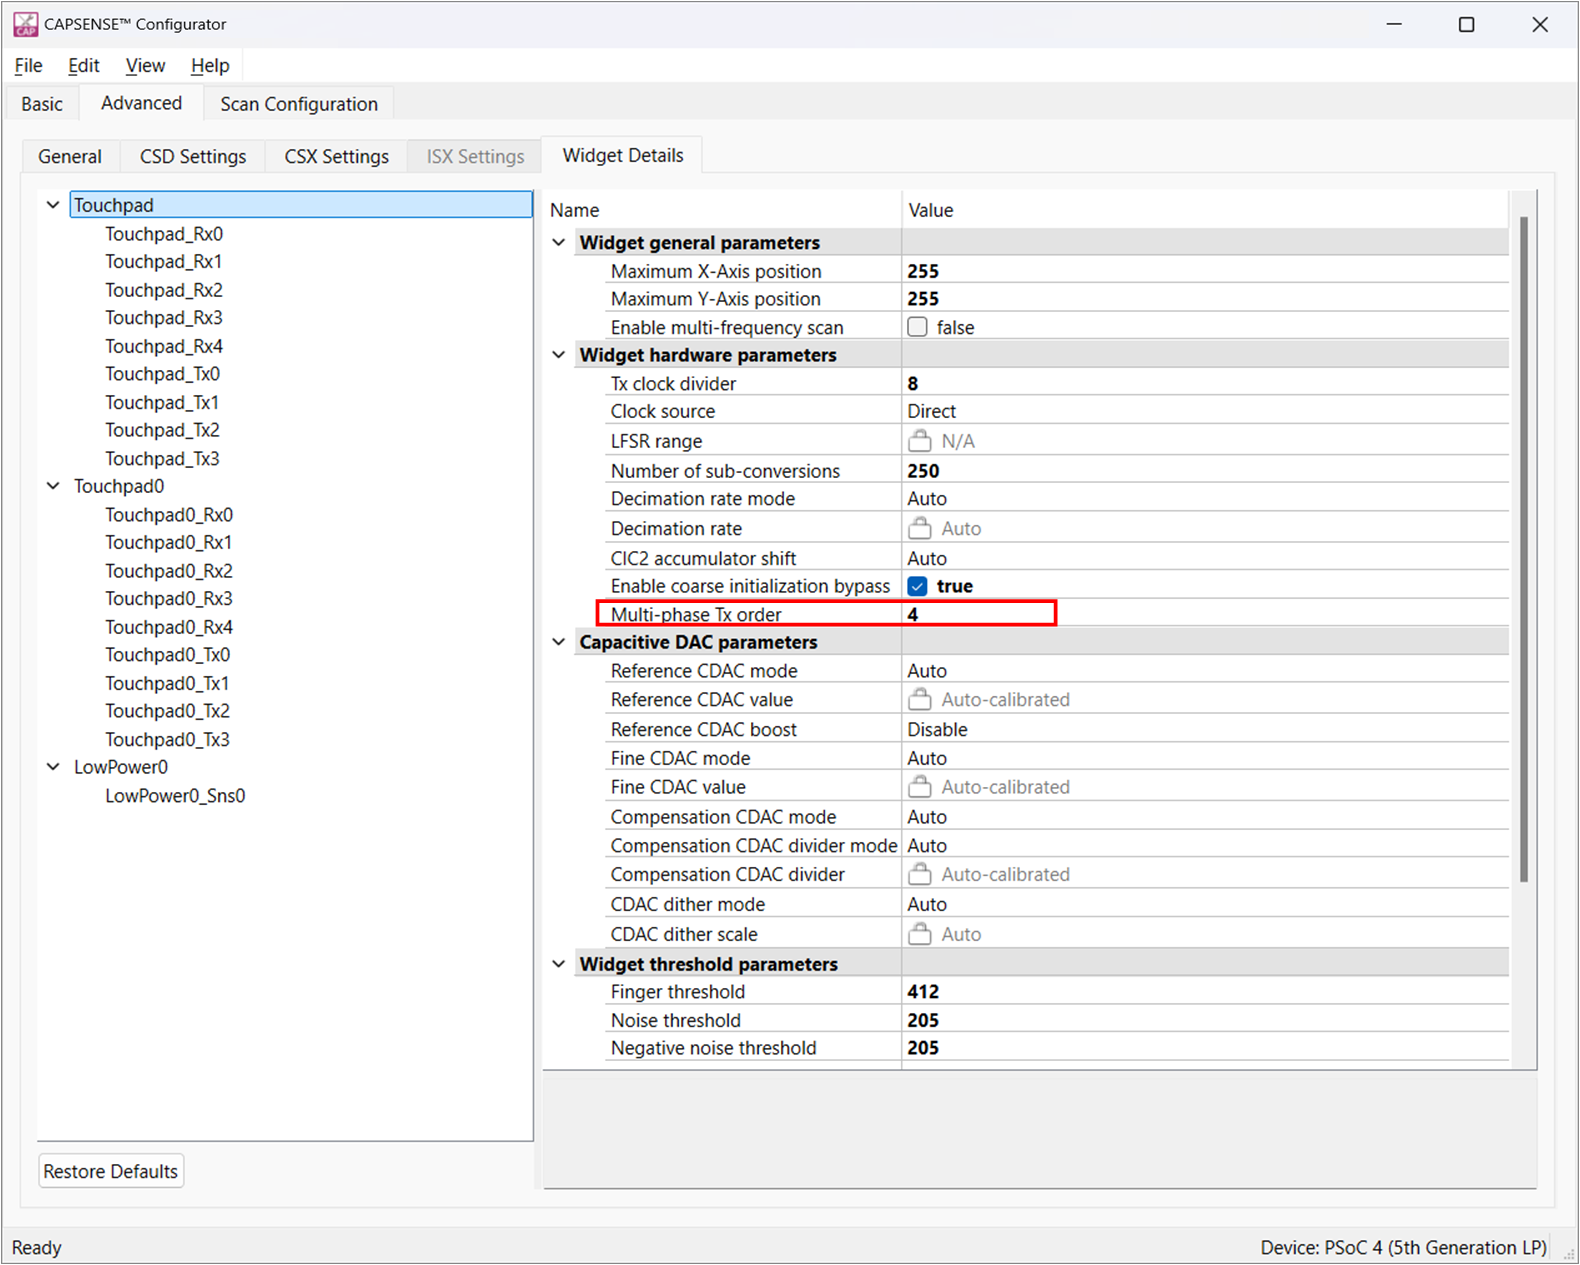 CAPSENSE™ Configurator
File Edit View Help
Basic Advanced Scan Configuration
General CSD Settings CSX Settings ISX Settings Widget Details
Touchpad
Touchpad_Rx0
Touchpad_Rx1
Touchpad_Rx2
Touchpad_Rx3
Touchpad_Rx4
Touchpad_Tx0
Touchpad_Tx1
Touchpad_Tx2
Touchpad_Tx3
Touchpad0
Touchpad0_Rx0
Touchpad0_Rx1
Touchpad0_Rx2
Touchpad0_Rx3
Touchpad0_Rx4
Touchpad0_Tx0
Touchpad0_Tx1
Touchpad0_Tx2
Touchpad0_Tx3
LowPower0
LowPower0_Sns0
Restore Defaults
Name Value
Widget general parameters
Maximum X-Axis position 255
Maximum Y-Axis position 255
Enable multi-frequency scan false
Widget hardware parameters
Tx clock divider 8
Clock source Direct
LFSR range N/A
Number of sub-conversions 250
Decimation rate mode Auto
Decimation rate Auto
CIC2 accumulator shift Auto
Enable coarse initialization bypass true
Multi-phase Tx order 4
Capacitive DAC parameters
Reference CDAC mode Auto
Reference CDAC value Auto-calibrated
Reference CDAC boost Disable
Fine CDAC mode Auto
Fine CDAC value Auto-calibrated
Compensation CDAC mode Auto
Compensation CDAC divider mode Auto
Compensation CDAC divider Auto-calibrated
CDAC dither mode Auto
CDAC dither scale Auto
Widget threshold parameters
Finger threshold 412
Noise threshold 205
Negative noise threshold 205
Ready
Device: PSoC 4 (5th Generation LP)